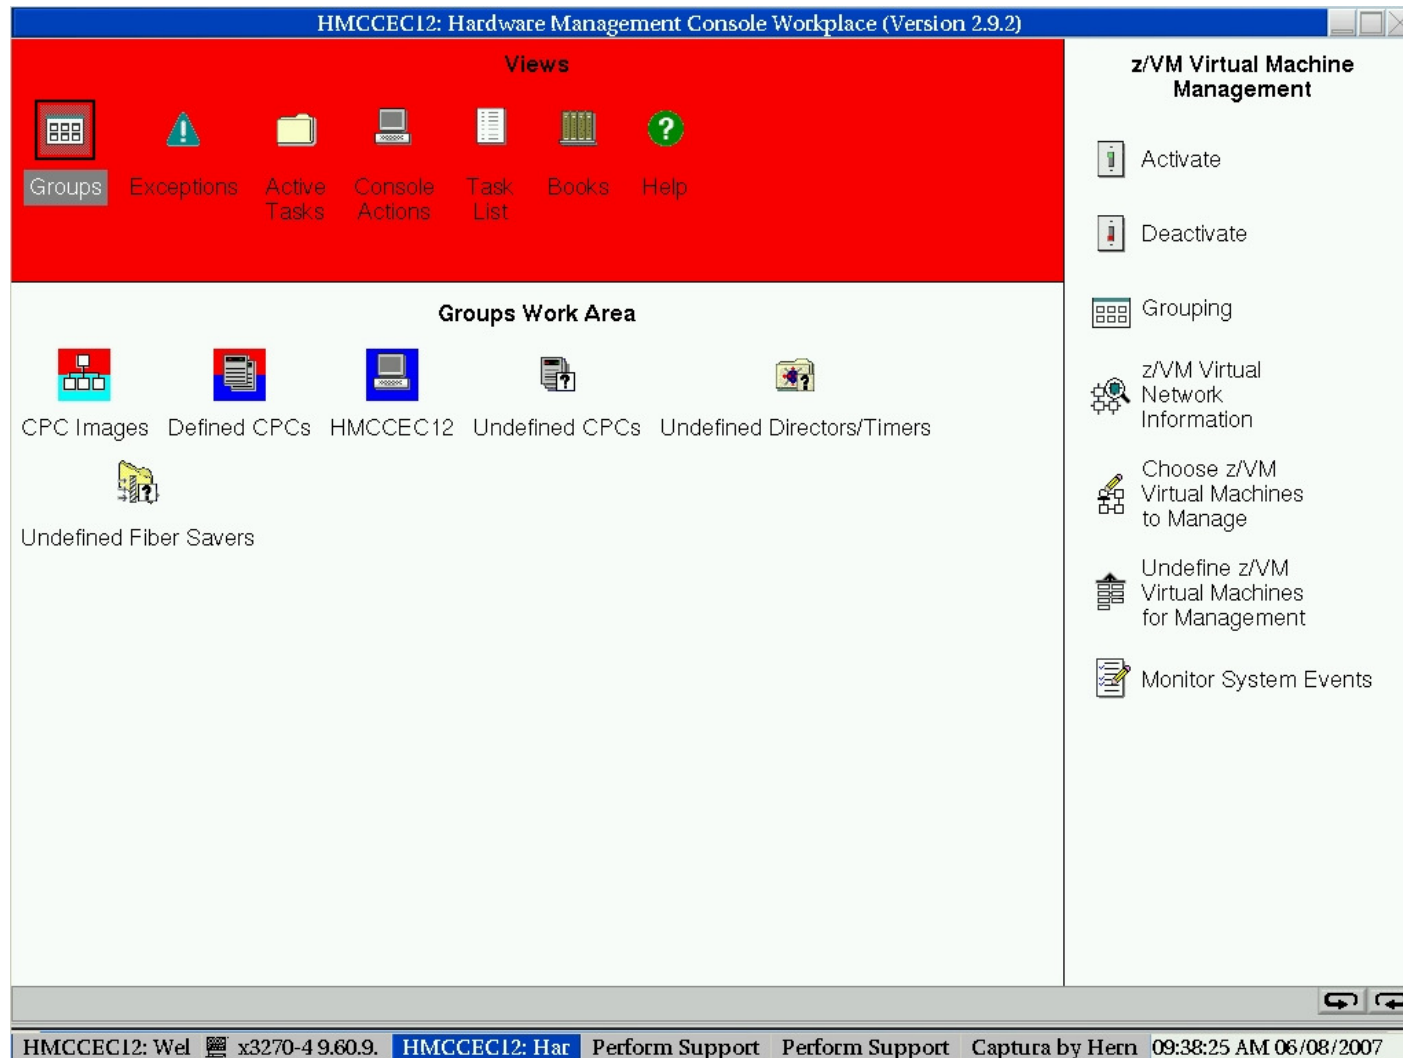 HMCCEC12: Hardware Management Console Workplace (Version 2.9.2)
Views
Groups
Exceptions
Active
Tasks
Console
Actions
Task
List
Books
Help
Groups Work Area
CPC Images
Defined CPCs
HMCCEC12
Undefined CPCs
Undefined Directors/Timers
Undefined Fiber Savers
z/VM Virtual Machine
Management
Activate
Deactivate
Grouping
z/VM Virtual
Network
Information
Choose z/VM
Virtual Machines
to Manage
Undefine z/VM
Virtual Machines
for Management
Monitor System Events
HMCCEC12: Wel
x3270-4 9.60.9.
HMCCEC12: Har
Perform Support
Perform Support
Captura by Hern
09:38:25 AM 06/08/2007